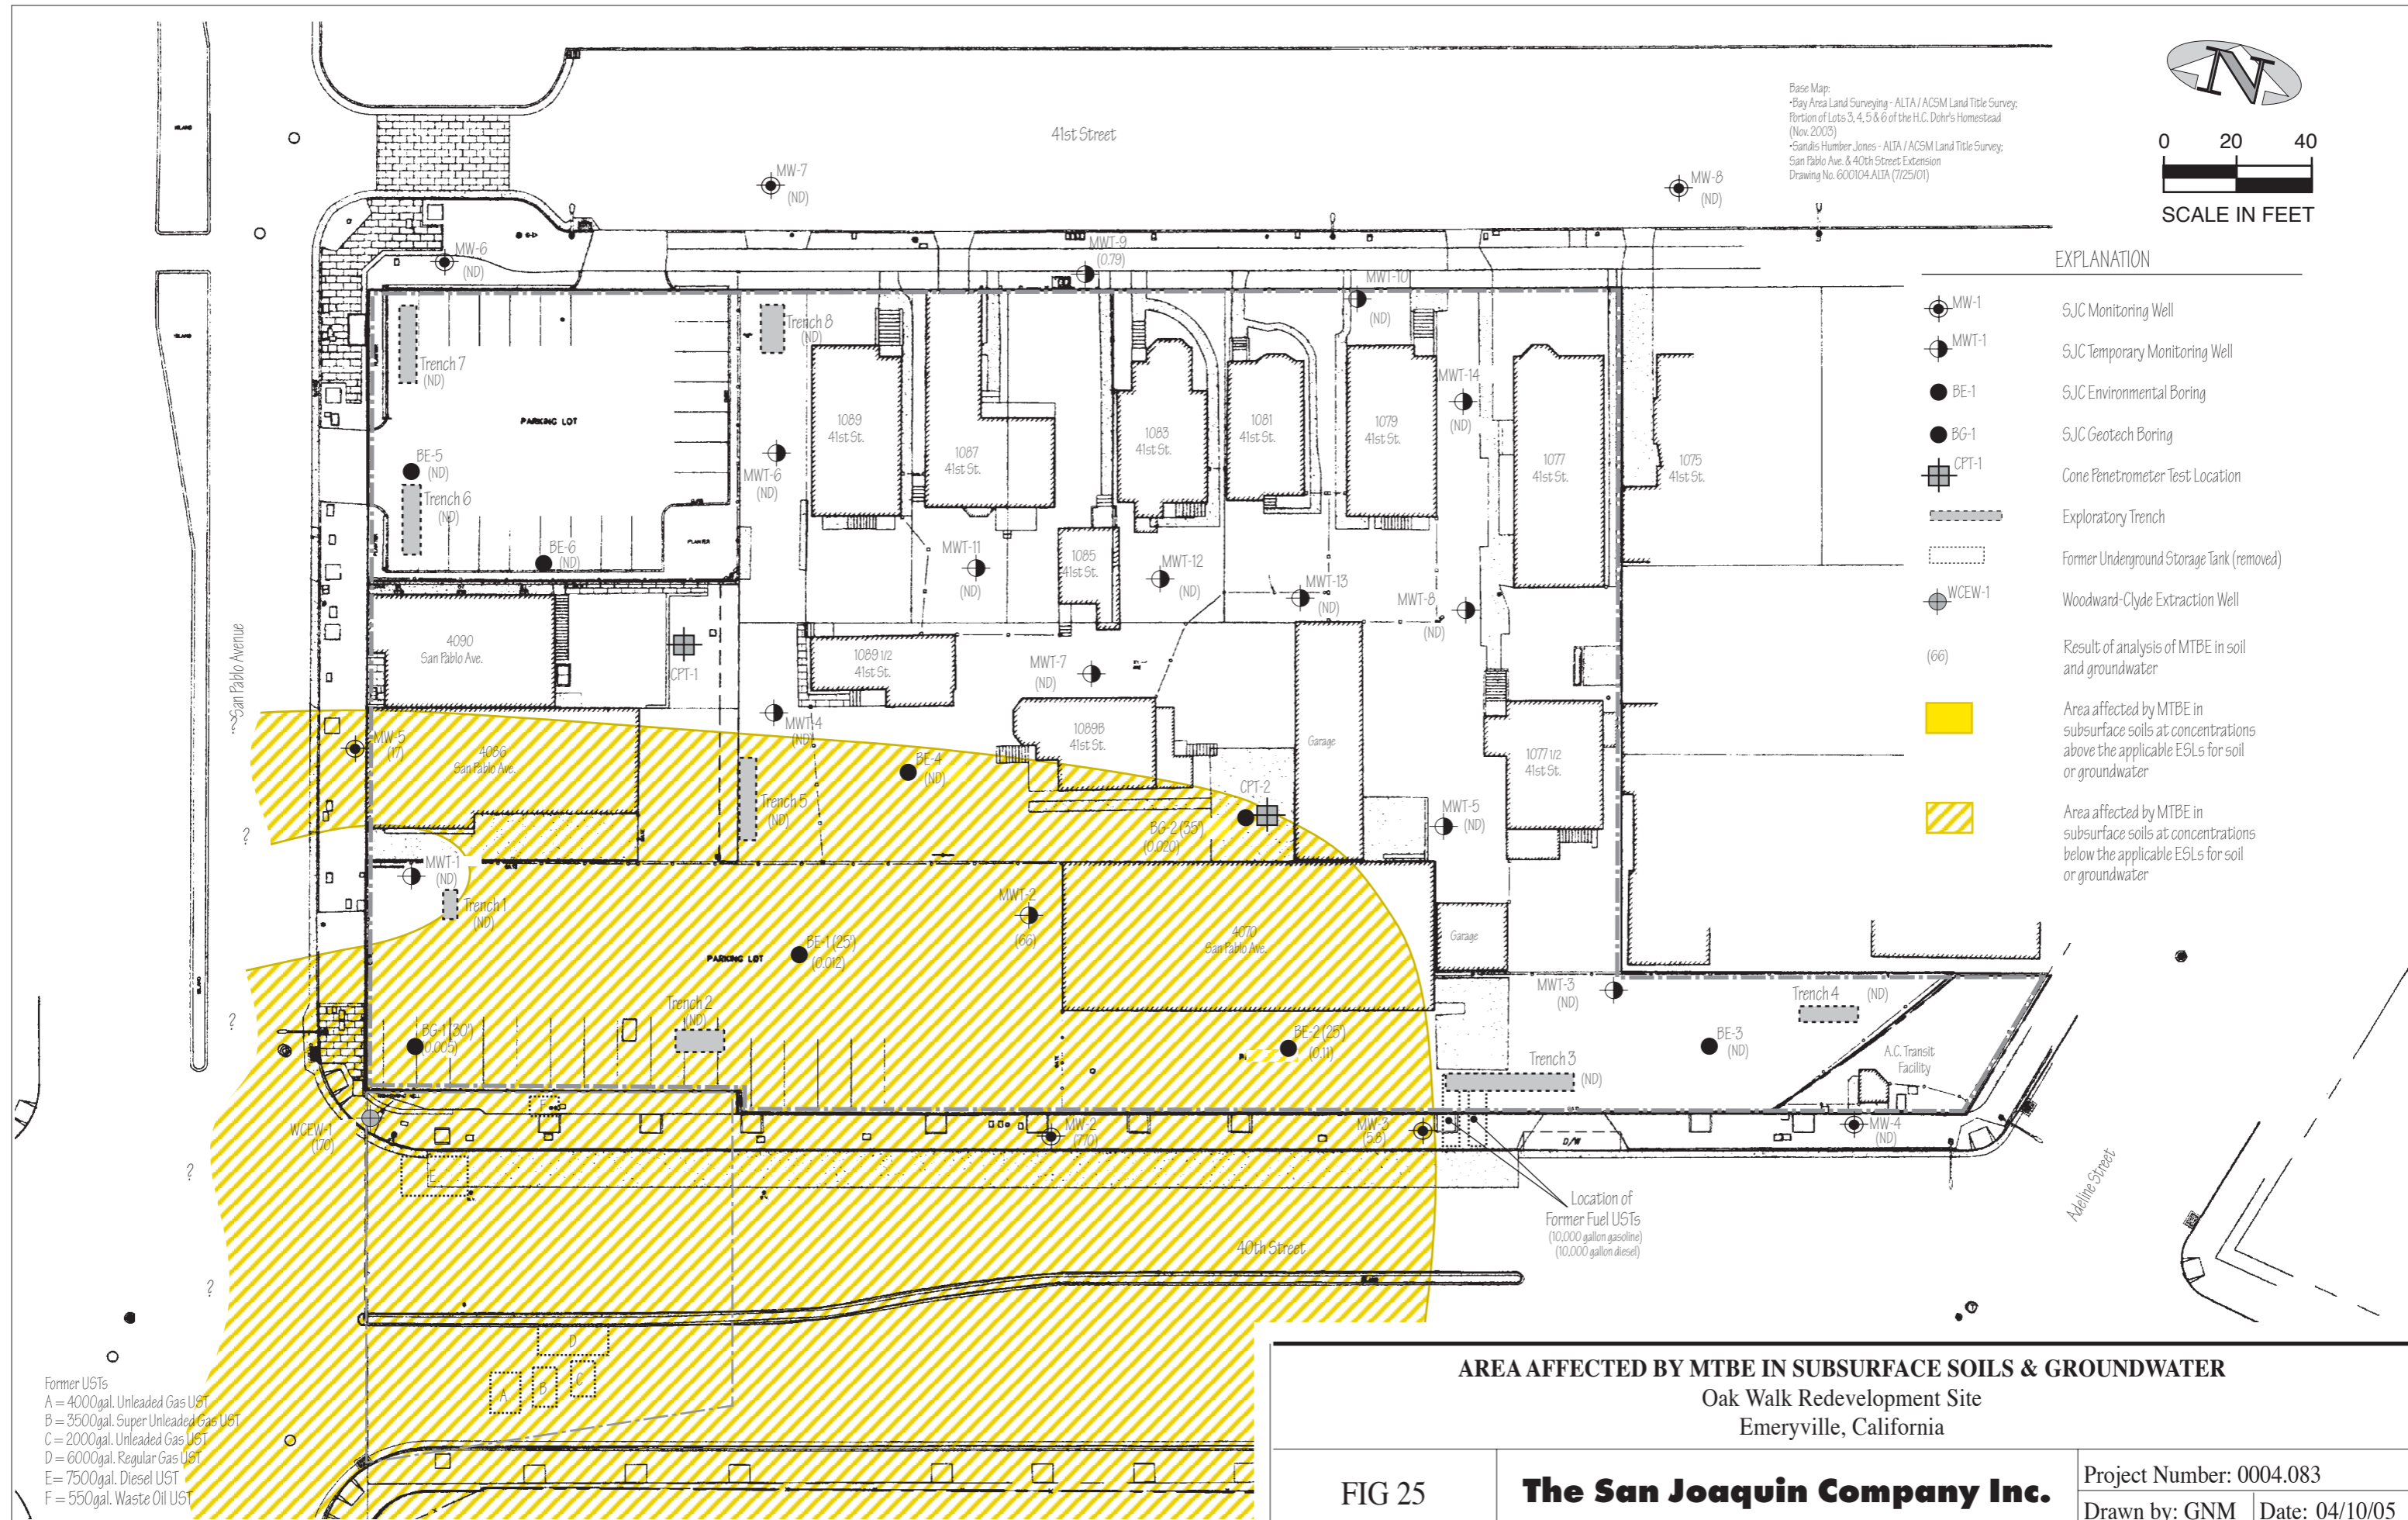 41st Street
Base Map:
•Bay Area Land Surveying - ALTA / ACSM Land Title Survey;
Portion of Lots 3, 4, 5 & 6 of the H.C. Dohr's Homestead
(Nov. 2003)
•Sandis Humber Jones - ALTA / ACSM Land Title Survey;
San Pablo Ave. & 40th Street Extension
Drawing No. 600104.ALTA (7/25/01)
N
0 20 40
SCALE IN FEET
EXPLANATION
MW-1 SJC Monitoring Well
MWT-1 SJC Temporary Monitoring Well
BE-1 SJC Environmental Boring
BG-1 SJC Geotech Boring
CPT-1 Cone Penetrometer Test Location
Exploratory Trench
Former Underground Storage Tank (removed)
WCEW-1 Woodward-Clyde Extraction Well
(66) Result of analysis of MTBE in soil
and groundwater
Area affected by MTBE in
subsurface soils at concentrations
above the applicable ESLs for soil
or groundwater
Area affected by MTBE in
subsurface soils at concentrations
below the applicable ESLs for soil
or groundwater
ISLAND
ISLAND
ISLAND
MW-7
(ND)
MW-8
(ND)
MW-6
(ND)
MWT-9
(0.79)
MWT-10
(ND)
Trench 7
(ND)
Trench 8
(ND)
PARKING LOT
1089
41st St.
1087
41st St.
1083
41st St.
1081
41st St.
1079
41st St.
MWT-14
(ND)
1077
41st St.
1075
41st St.
BE-5
(ND)
Trench 6
(ND)
MWT-6
(ND)
BE-6
(ND)
PLANTER
MWT-11
(ND)
1085
41st St.
MWT-12
(ND)
MWT-13
(ND)
MWT-8
(ND)
4090
San Pablo Ave.
CPT-1
1089 1/2
41st St.
MWT-7
(ND)
San Pablo Avenue
?
MWT-4
(ND)
1089B
41st St.
Garage
1077 1/2
41st St.
MW-5
(17)
4086
San Pablo Ave.
BE-4
(ND)
Trench 5
(ND)
CPT-2
BG-2 (35')
(0.020)
MWT-5
(ND)
?
MWT-1
(ND)
Trench 1
(ND)
MWT-2
(66)
4070
San Pablo Ave.
Garage
BE-1 (25')
(0.012)
PARKING LOT
MWT-3
(ND)
Trench 4
(ND)
?
BG-1 (30')
(0.005)
Trench 2
(ND)
BE-2 (25')
(0.11)
BE-3
(ND)
A.C. Transit
Facility
Trench 3
(ND)
F
WCEW-1
(170)
MW-2
(770)
MW-3
(5.6)
D/W
MW-4
(ND)
?
E
Location of
Former Fuel USTs
(10,000 gallon gasoline)
(10,000 gallon diesel)
Adeline Street
40th Street
?
ISLAND
D
A
B
C
Former USTs
A = 4000gal. Unleaded Gas UST
B = 3500gal. Super Unleaded Gas UST
C = 2000gal. Unleaded Gas UST
D = 6000gal. Regular Gas UST
E = 7500gal. Diesel UST
F = 550gal. Waste Oil UST
AREA AFFECTED BY MTBE IN SUBSURFACE SOILS & GROUNDWATER
Oak Walk Redevelopment Site
Emeryville, California
FIG 25
The San Joaquin Company Inc.
Project Number: 0004.083
Drawn by: GNM Date: 04/10/05